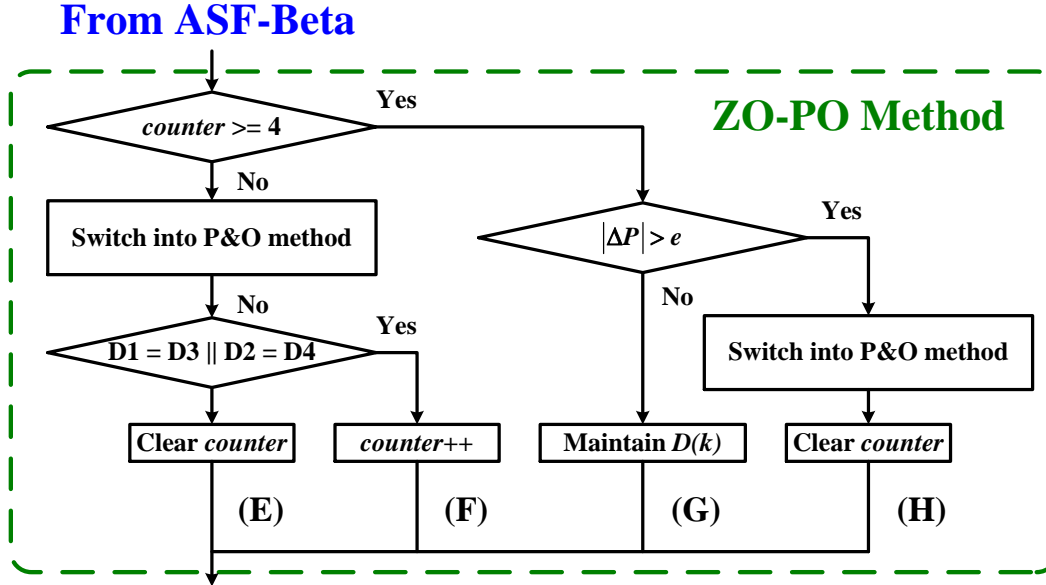 From ASF-Beta
Yes
counter >= 4
ZO-PO Method
No
Yes
Switch into P&O method
|ΔP| > e
No
No
Yes
D1 = D3 || D2 = D4
Switch into P&O method
Clear counter
counter++
Maintain D(k)
Clear counter
(E)
(F)
(G)
(H)